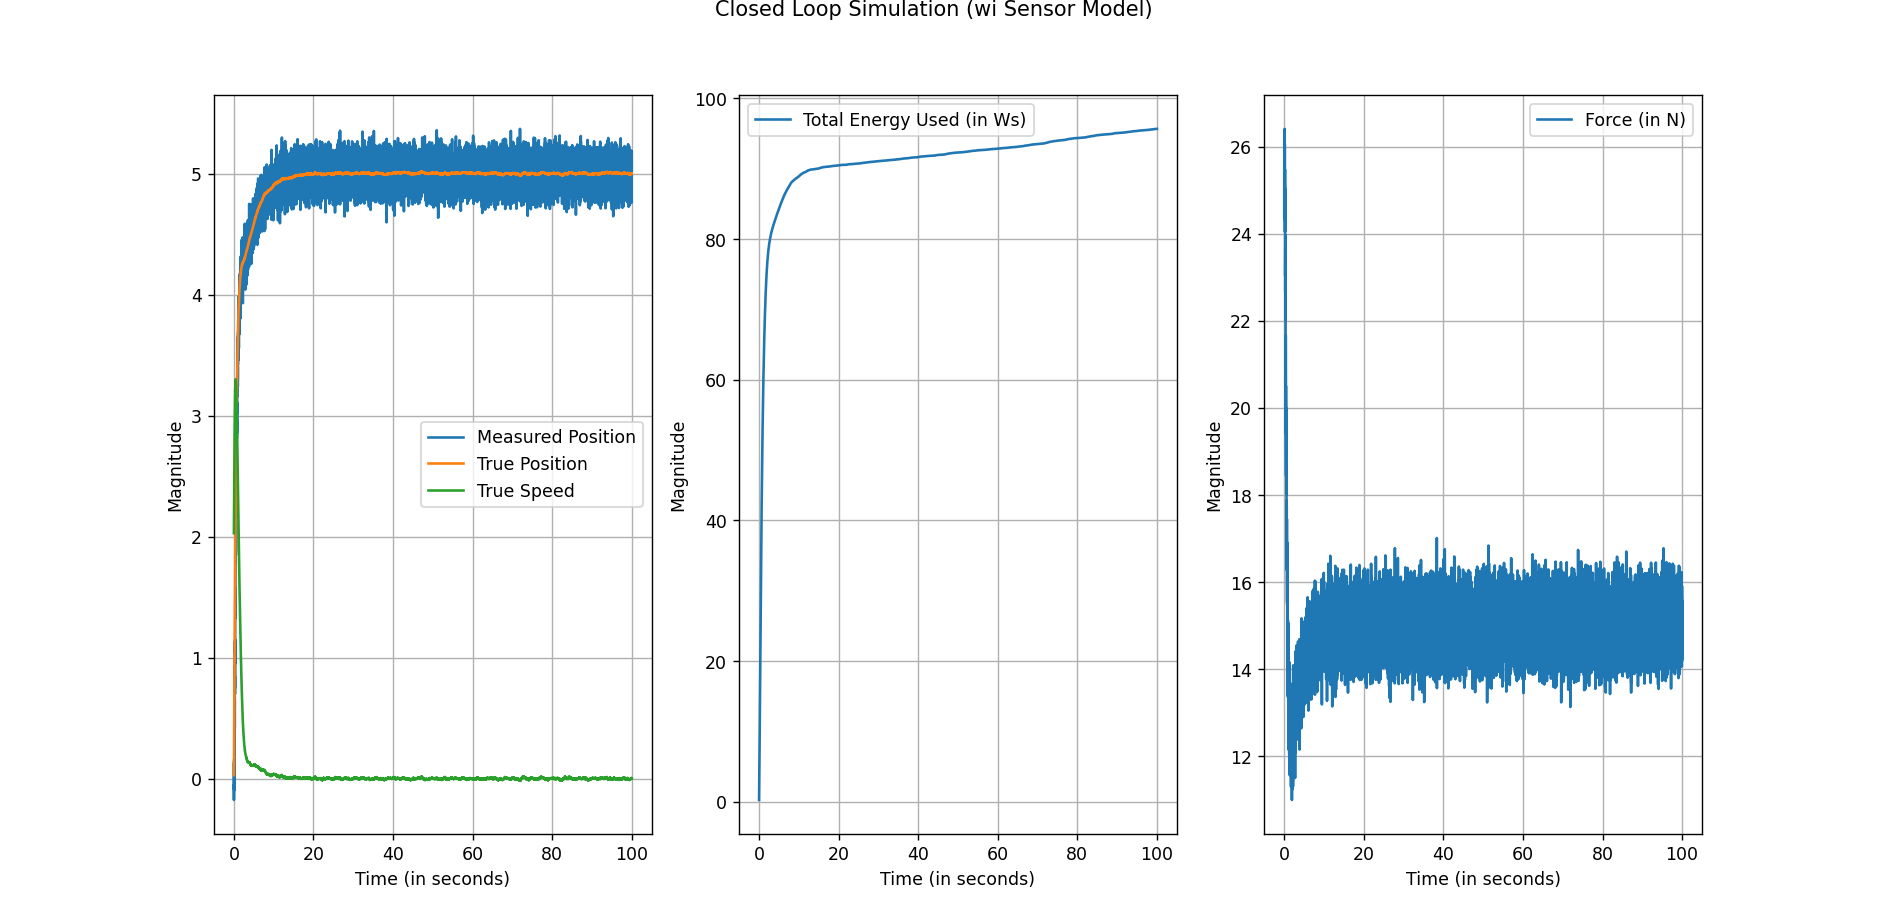 Closed Loop Simulation (wi Sensor Model)
Magnitude
5
4
3
2
1
0
Measured Position
True Position
True Speed
0 20 40 60 80 100
Time (in seconds)
Magnitude
100
80
60
40
20
0
Total Energy Used (in Ws)
0 20 40 60 80 100
Time (in seconds)
Magnitude
26
24
22
20
18
16
14
12
Force (in N)
0 20 40 60 80 100
Time (in seconds)